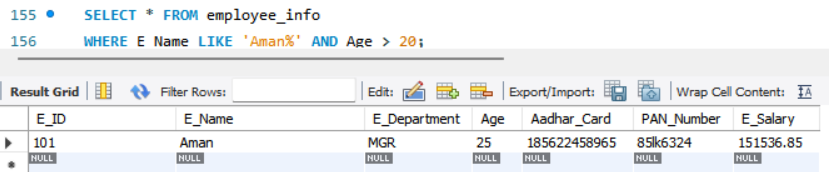 155 SELECT * FROM employee_info
156 WHERE E Name LIKE 'Aman%' AND Age > 20;
Result Grid Filter Rows: Edit: Export/Import: Wrap Cell Content:
E_ID E_Name E_Department Age Aadhar_Card PAN_Number E_Salary
101 Aman MGR 25 185622458965 85lk6324 151536.85
NULL NULL NULL NULL NULL NULL NULL